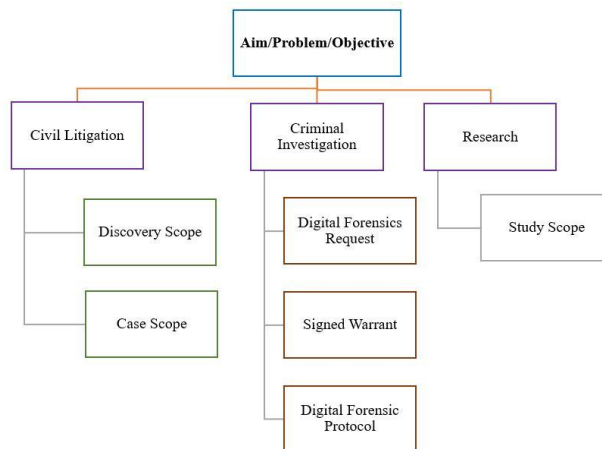 Aim/Problem/Objective
Civil Litigation
Criminal
Investigation
Research
Discovery Scope
Case Scope
Digital Forensics
Request
Signed Warrant
Digital Forensic
Protocol
Study Scope